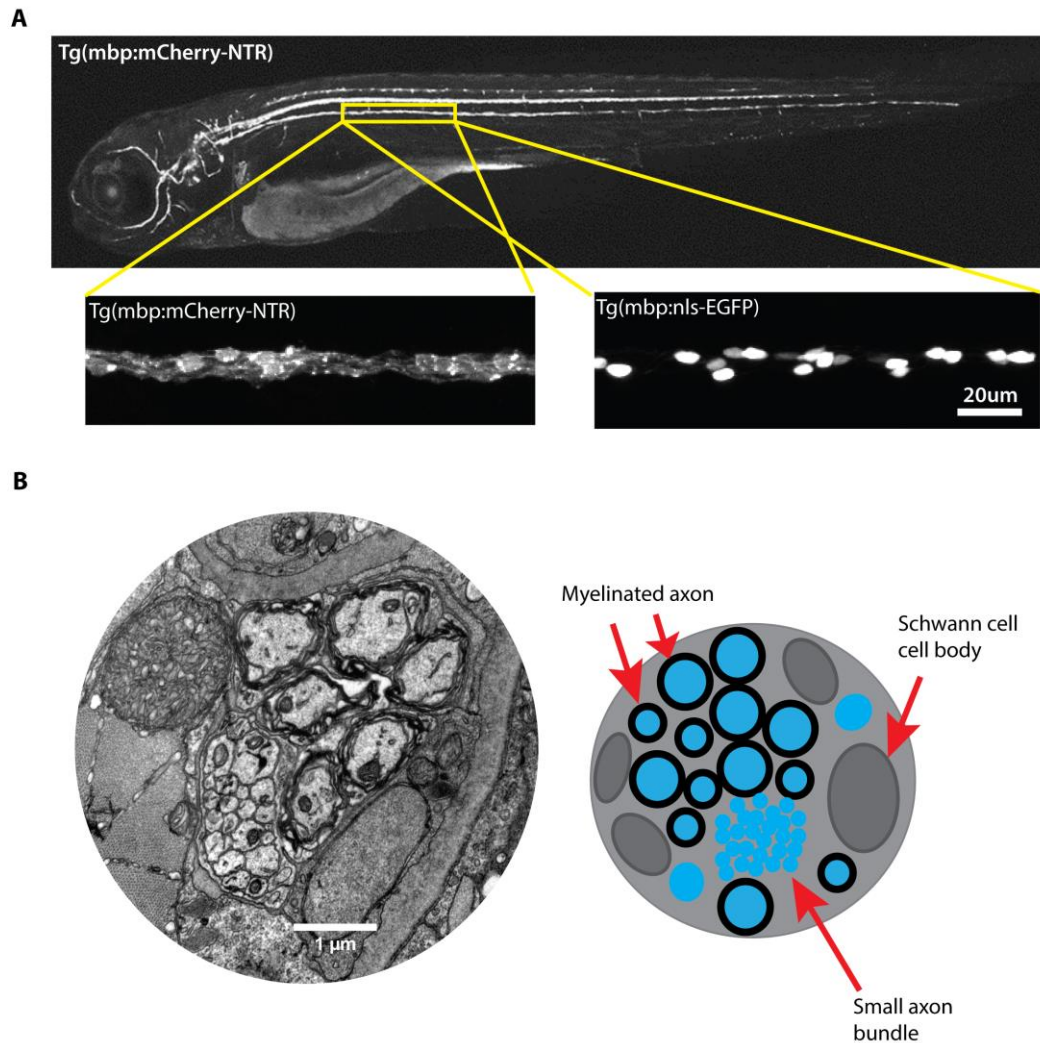 A
Tg(mbp:mCherry-NTR)
Tg(mbp:mCherry-NTR)
Tg(mbp:nls-EGFP)
20um
B
1 μm
Myelinated axon
Schwann cell
cell body
Small axon
bundle